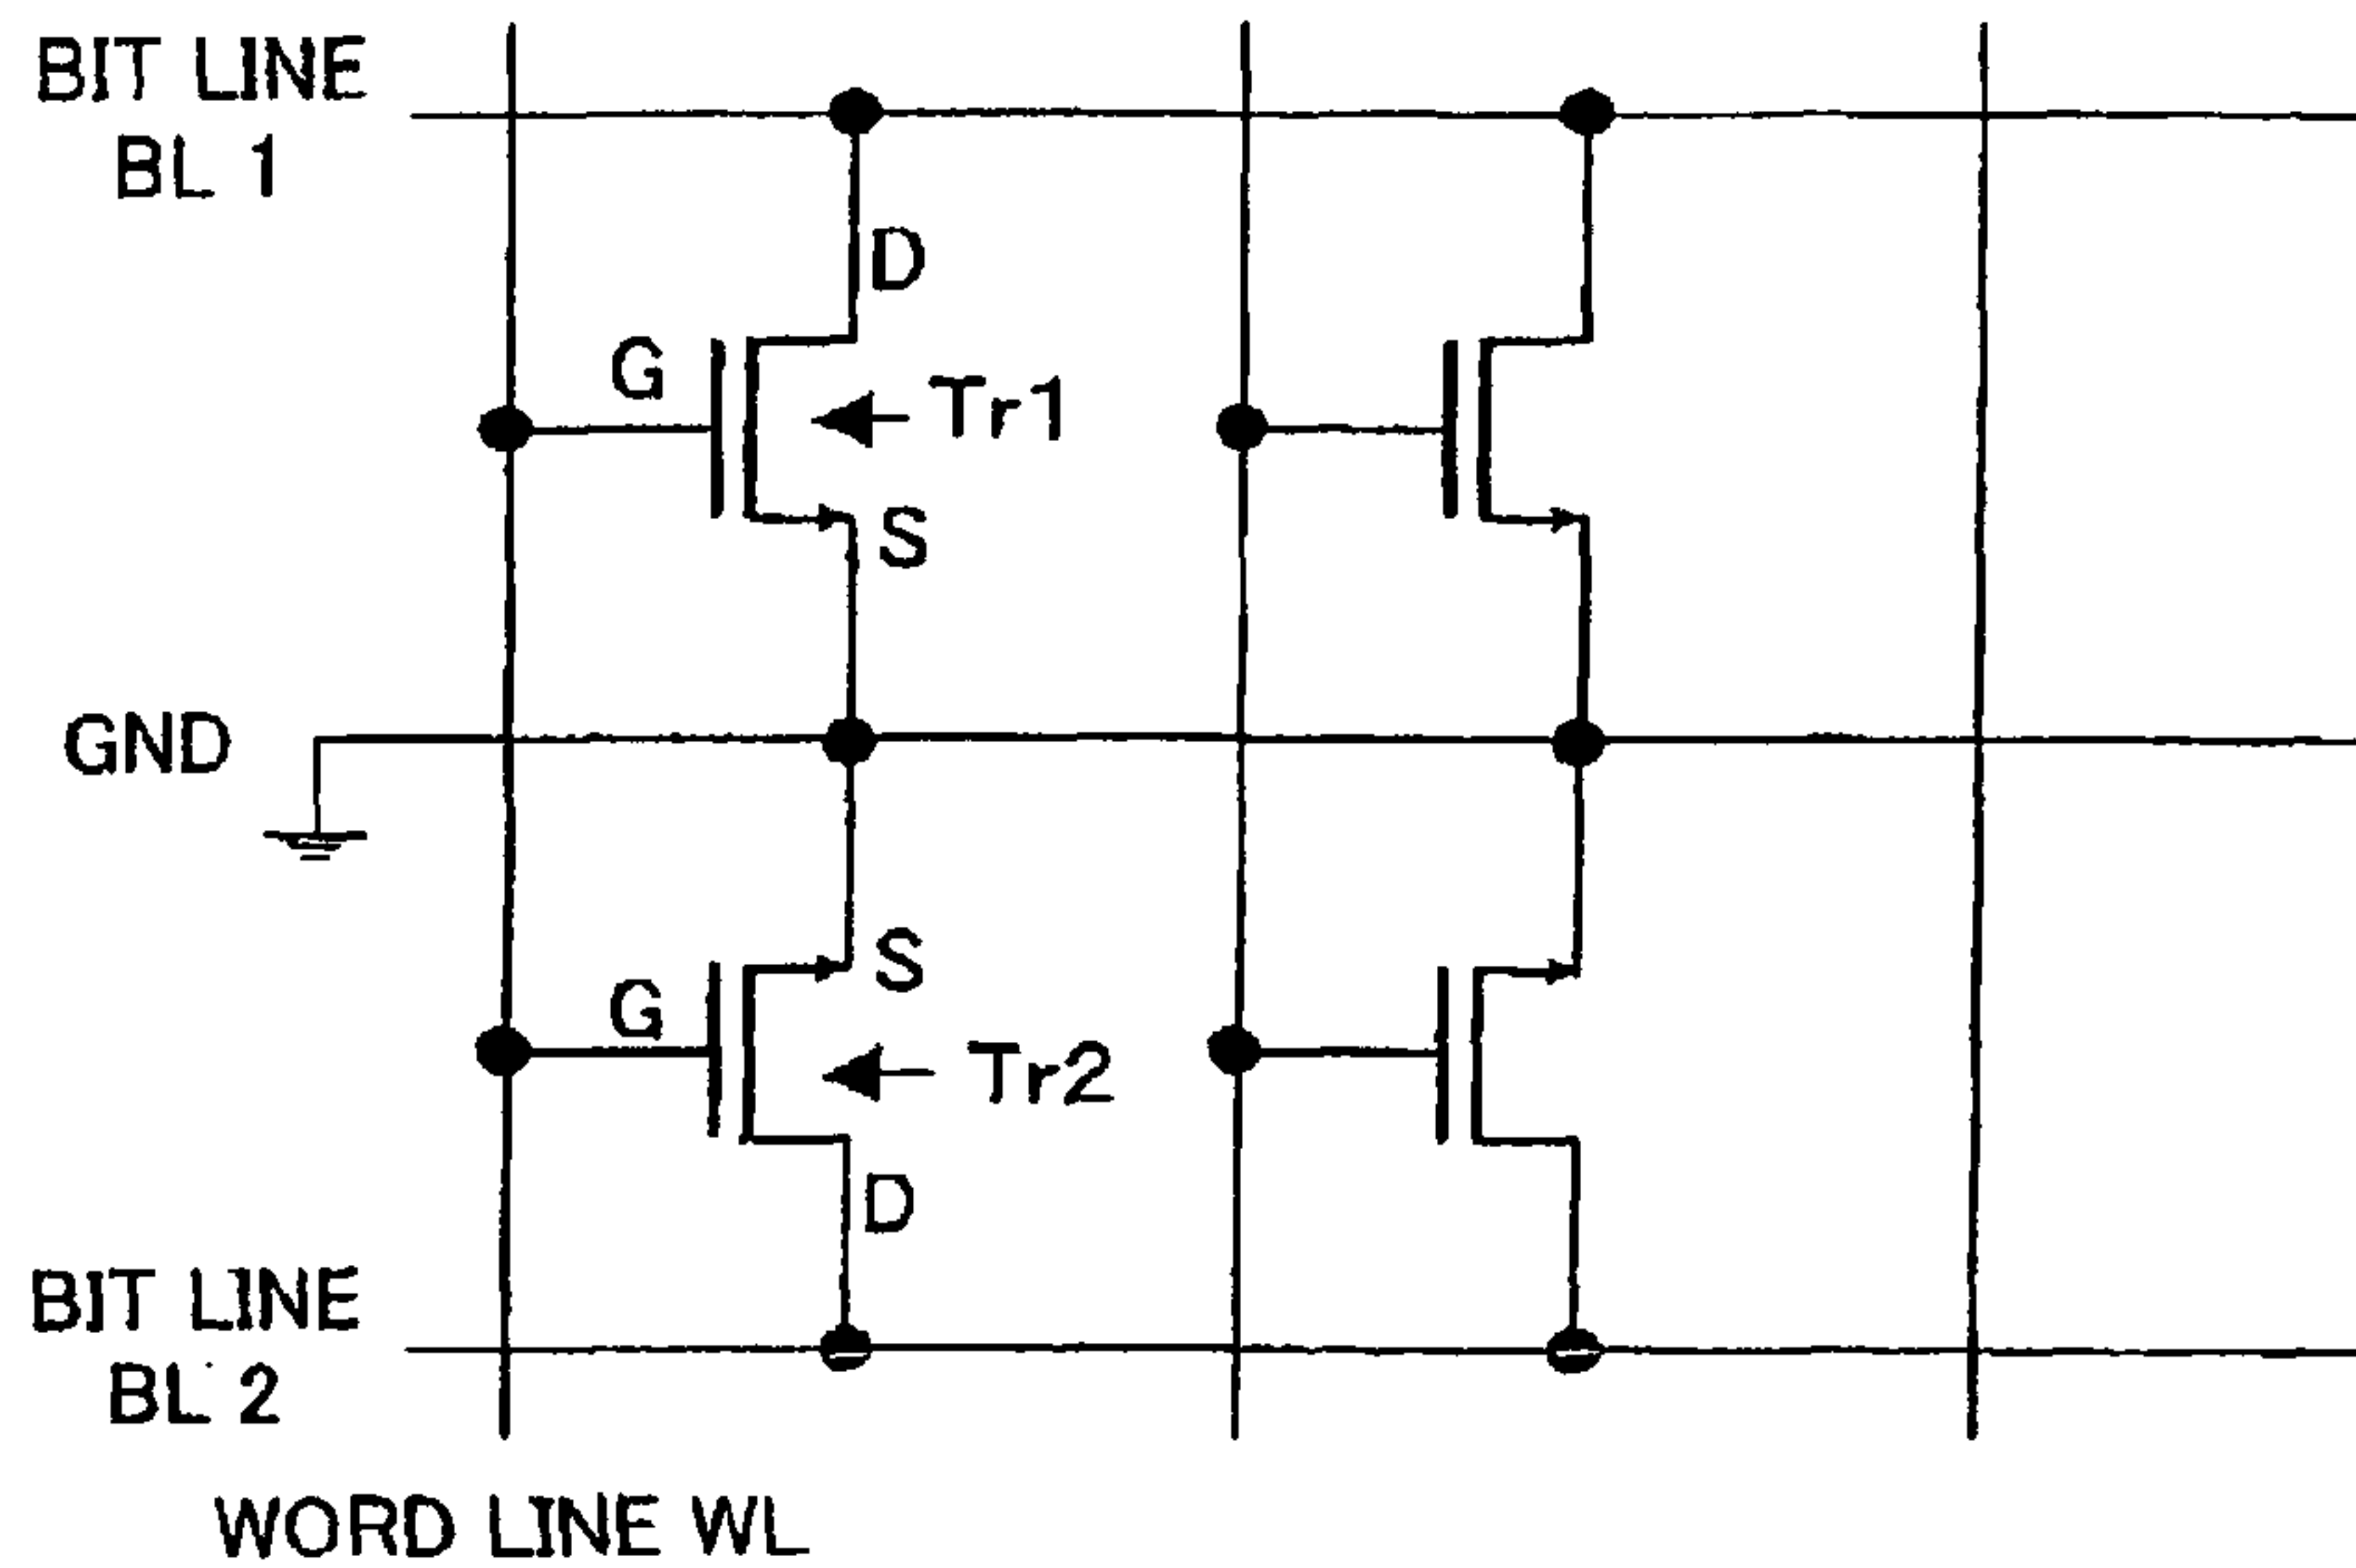 BIT LINE
BL 1
D
G
Tr1
S
GND
S
G
Tr2
D
BIT LINE
BL 2
WORD LINE WL